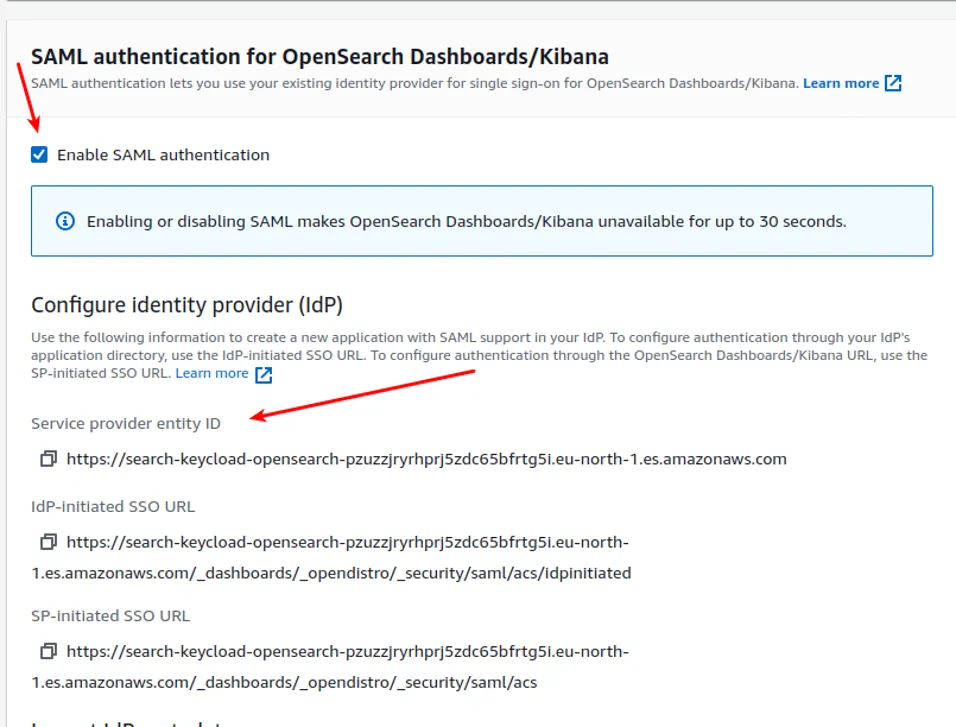 SAML authentication for OpenSearch Dashboards/Kibana
SAML authentication lets you use your existing identity provider for single sign-on for OpenSearch Dashboards/Kibana. Learn more
Enable SAML authentication
Enabling or disabling SAML makes OpenSearch Dashboards/Kibana unavailable for up to 30 seconds.
Configure identity provider (IdP)
Use the following information to create a new application with SAML support in your IdP. To configure authentication through your IdP's
application directory, use the IdP-initiated SSO URL. To configure authentication through the OpenSearch Dashboards/Kibana URL, use the
SP-initiated SSO URL. Learn more
Service provider entity ID
https://search-keycload-opensearch-pzuzzjryrhprj5zdc65bfrtg5i.eu-north-1.es.amazonaws.com
IdP-initiated SSO URL
https://search-keycload-opensearch-pzuzzjryrhprj5zdc65bfrtg5i.eu-north-
1.es.amazonaws.com/_dashboards/_opendistro/_security/saml/acs/idpinitiated
SP-initiated SSO URL
https://search-keycload-opensearch-pzuzzjryrhprj5zdc65bfrtg5i.eu-north-
1.es.amazonaws.com/_dashboards/_opendistro/_security/saml/acs